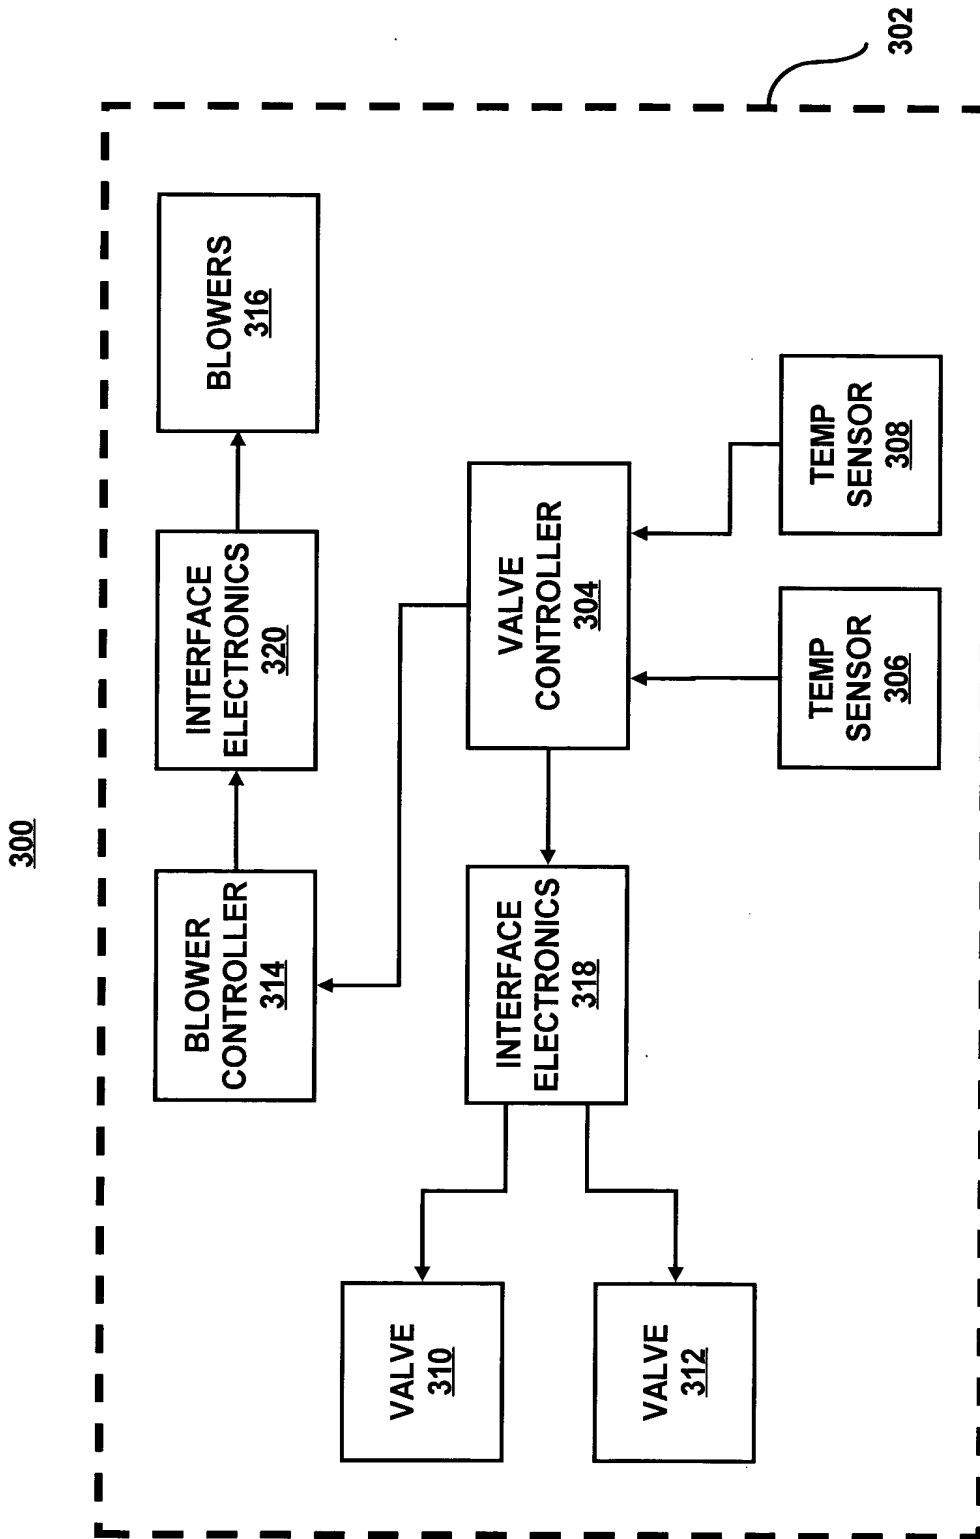 300
302
BLOWER
CONTROLLER
314
INTERFACE
ELECTRONICS
320
BLOWERS
316
VALVE
310
VALVE
312
INTERFACE
ELECTRONICS
318
VALVE
CONTROLLER
304
TEMP
SENSOR
306
TEMP
SENSOR
308